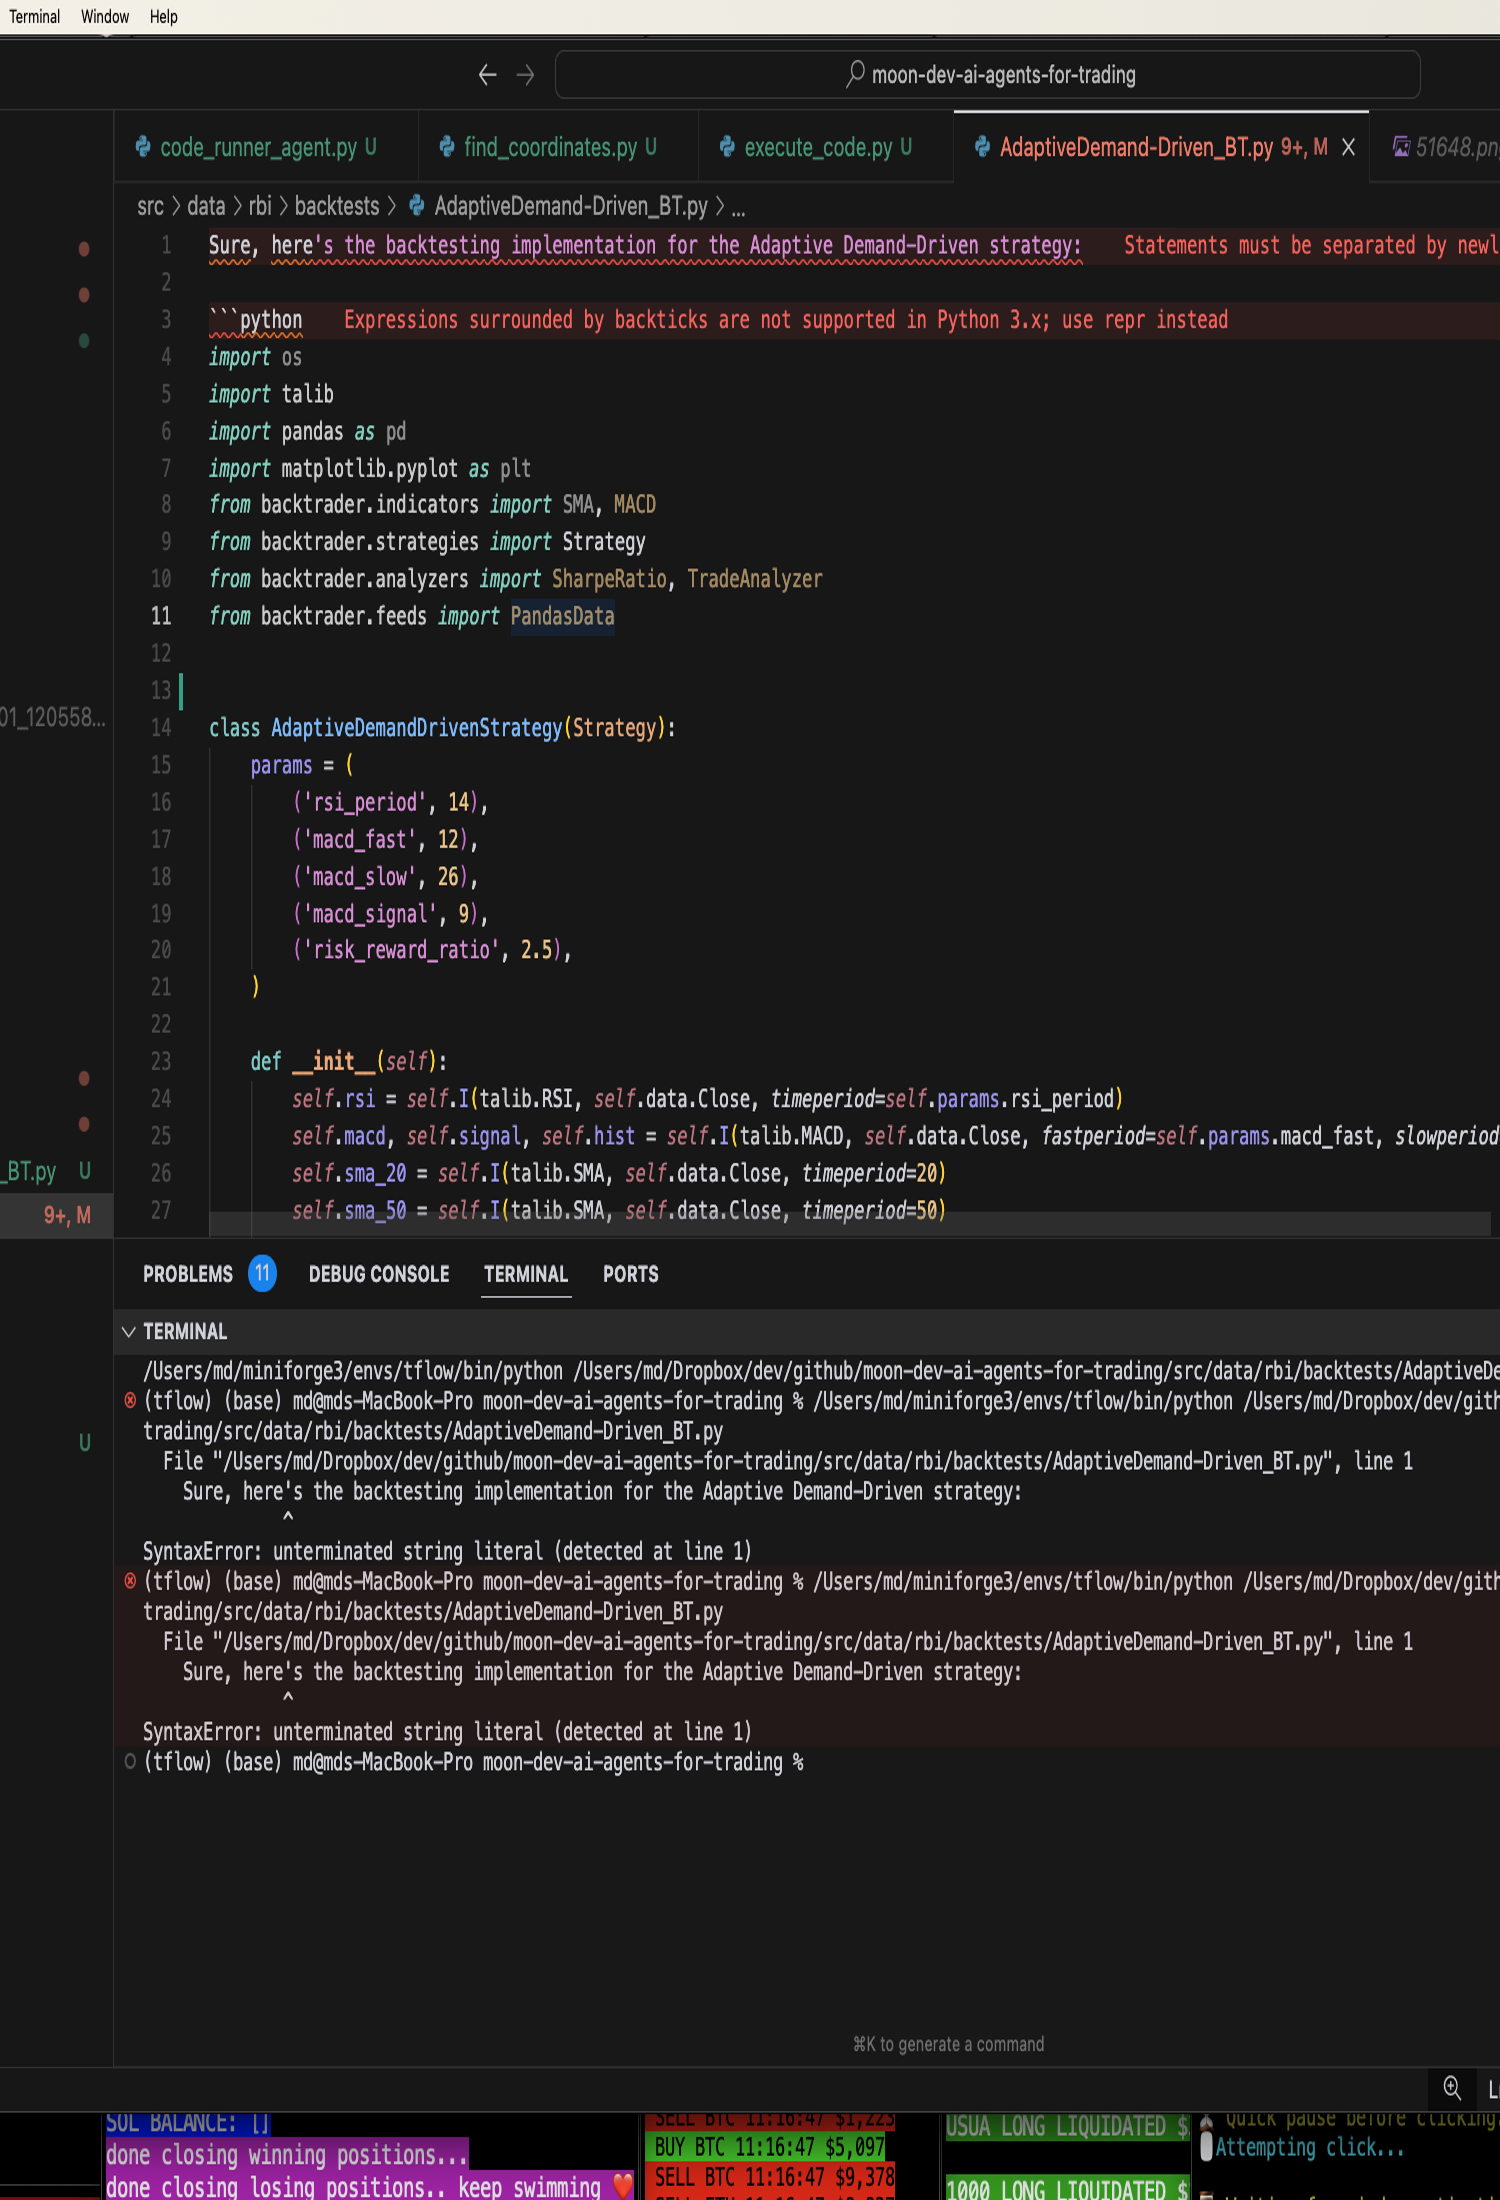 Terminal Window Help
moon-dev-ai-agents-for-trading
code_runner_agent.py U find_coordinates.py U execute_code.py U AdaptiveDemand-Driven_BT.py 9+, M 51648.png
src > data > rbi > backtests > AdaptiveDemand-Driven_BT.py > ...
1 Sure, here's the backtesting implementation for the Adaptive Demand-Driven strategy: Statements must be separated by newl
2
3 ```python Expressions surrounded by backticks are not supported in Python 3.x; use repr instead
4 import os
5 import talib
6 import pandas as pd
7 import matplotlib.pyplot as plt
8 from backtrader.indicators import SMA, MACD
9 from backtrader.strategies import Strategy
10 from backtrader.analyzers import SharpeRatio, TradeAnalyzer
11 from backtrader.feeds import PandasData
12
13
01_120558...
14 class AdaptiveDemandDrivenStrategy(Strategy):
15 params = (
16 ('rsi_period', 14),
17 ('macd_fast', 12),
18 ('macd_slow', 26),
19 ('macd_signal', 9),
20 ('risk_reward_ratio', 2.5),
21 )
22
23 def __init__(self):
24 self.rsi = self.I(talib.RSI, self.data.Close, timeperiod=self.params.rsi_period)
25 self.macd, self.signal, self.hist = self.I(talib.MACD, self.data.Close, fastperiod=self.params.macd_fast, slowperiod
_BT.py U
26 self.sma_20 = self.I(talib.SMA, self.data.Close, timeperiod=20)
9+, M
27 self.sma_50 = self.I(talib.SMA, self.data.Close, timeperiod=50)
PROBLEMS 11 DEBUG CONSOLE TERMINAL PORTS
TERMINAL
/Users/md/miniforge3/envs/tflow/bin/python /Users/md/Dropbox/dev/github/moon-dev-ai-agents-for-trading/src/data/rbi/backtests/AdaptiveDe
(tflow) (base) md@mds-MacBook-Pro moon-dev-ai-agents-for-trading % /Users/md/miniforge3/envs/tflow/bin/python /Users/md/Dropbox/dev/gith
trading/src/data/rbi/backtests/AdaptiveDemand-Driven_BT.py
U
File "/Users/md/Dropbox/dev/github/moon-dev-ai-agents-for-trading/src/data/rbi/backtests/AdaptiveDemand-Driven_BT.py", line 1
Sure, here's the backtesting implementation for the Adaptive Demand-Driven strategy:
^
SyntaxError: unterminated string literal (detected at line 1)
(tflow) (base) md@mds-MacBook-Pro moon-dev-ai-agents-for-trading % /Users/md/miniforge3/envs/tflow/bin/python /Users/md/Dropbox/dev/gith
trading/src/data/rbi/backtests/AdaptiveDemand-Driven_BT.py
File "/Users/md/Dropbox/dev/github/moon-dev-ai-agents-for-trading/src/data/rbi/backtests/AdaptiveDemand-Driven_BT.py", line 1
Sure, here's the backtesting implementation for the Adaptive Demand-Driven strategy:
^
SyntaxError: unterminated string literal (detected at line 1)
(tflow) (base) md@mds-MacBook-Pro moon-dev-ai-agents-for-trading %
⌘K to generate a command
L
SOL BALANCE: []
done closing winning positions...
done closing losing positions.. keep swimming ❤️
SELL BTC 11:16:47 $1,223
BUY BTC 11:16:47 $5,097
SELL BTC 11:16:47 $9,378
USUA LONG LIQUIDATED $
1000 LONG LIQUIDATED $
Quick pause before clicking
Attempting click...